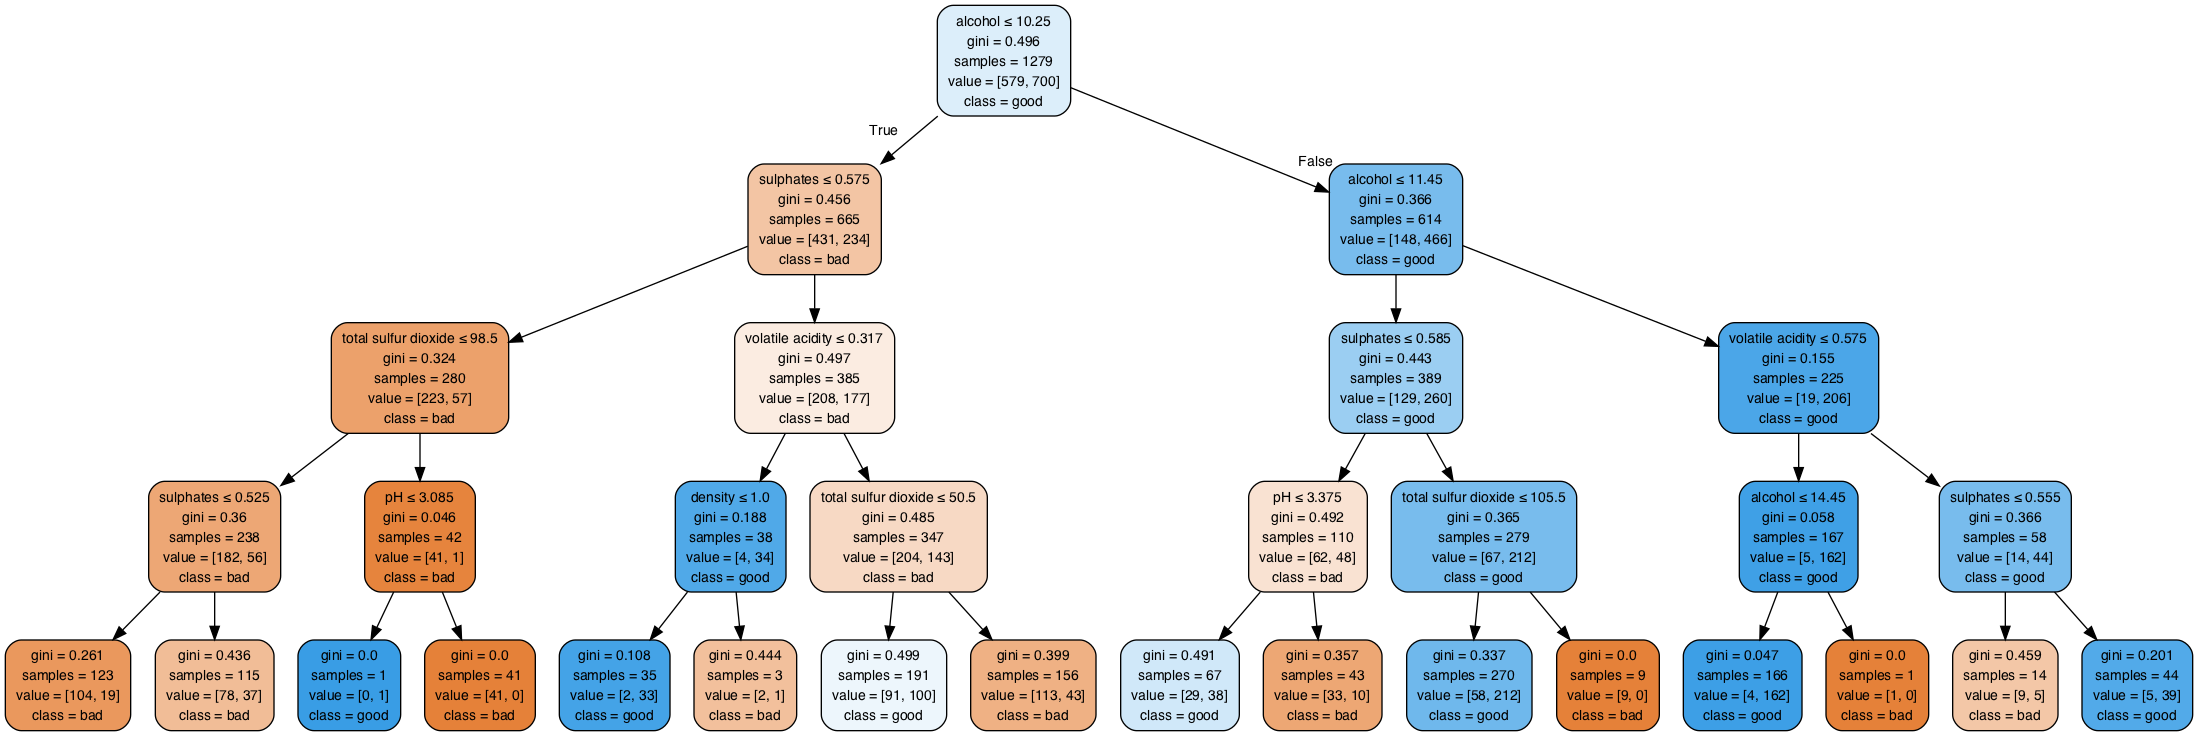 alcohol ≤ 10.25
gini = 0.496
samples = 1279
value = [579, 700]
class = good
True
False
sulphates ≤ 0.575
gini = 0.456
samples = 665
value = [431, 234]
class = bad
alcohol ≤ 11.45
gini = 0.366
samples = 614
value = [148, 466]
class = good
total sulfur dioxide ≤ 98.5
gini = 0.324
samples = 280
value = [223, 57]
class = bad
volatile acidity ≤ 0.317
gini = 0.497
samples = 385
value = [208, 177]
class = bad
sulphates ≤ 0.585
gini = 0.443
samples = 389
value = [129, 260]
class = good
volatile acidity ≤ 0.575
gini = 0.155
samples = 225
value = [19, 206]
class = good
sulphates ≤ 0.525
gini = 0.36
samples = 238
value = [182, 56]
class = bad
pH ≤ 3.085
gini = 0.046
samples = 42
value = [41, 1]
class = bad
density ≤ 1.0
gini = 0.188
samples = 38
value = [4, 34]
class = good
total sulfur dioxide ≤ 50.5
gini = 0.485
samples = 347
value = [204, 143]
class = bad
pH ≤ 3.375
gini = 0.492
samples = 110
value = [62, 48]
class = bad
total sulfur dioxide ≤ 105.5
gini = 0.365
samples = 279
value = [67, 212]
class = good
alcohol ≤ 14.45
gini = 0.058
samples = 167
value = [5, 162]
class = good
sulphates ≤ 0.555
gini = 0.366
samples = 58
value = [14, 44]
class = good
gini = 0.261
samples = 123
value = [104, 19]
class = bad
gini = 0.436
samples = 115
value = [78, 37]
class = bad
gini = 0.0
samples = 1
value = [0, 1]
class = good
gini = 0.0
samples = 41
value = [41, 0]
class = bad
gini = 0.108
samples = 35
value = [2, 33]
class = good
gini = 0.444
samples = 3
value = [2, 1]
class = bad
gini = 0.499
samples = 191
value = [91, 100]
class = good
gini = 0.399
samples = 156
value = [113, 43]
class = bad
gini = 0.491
samples = 67
value = [29, 38]
class = good
gini = 0.357
samples = 43
value = [33, 10]
class = bad
gini = 0.337
samples = 270
value = [58, 212]
class = good
gini = 0.0
samples = 9
value = [9, 0]
class = bad
gini = 0.047
samples = 166
value = [4, 162]
class = good
gini = 0.0
samples = 1
value = [1, 0]
class = bad
gini = 0.459
samples = 14
value = [9, 5]
class = bad
gini = 0.201
samples = 44
value = [5, 39]
class = good